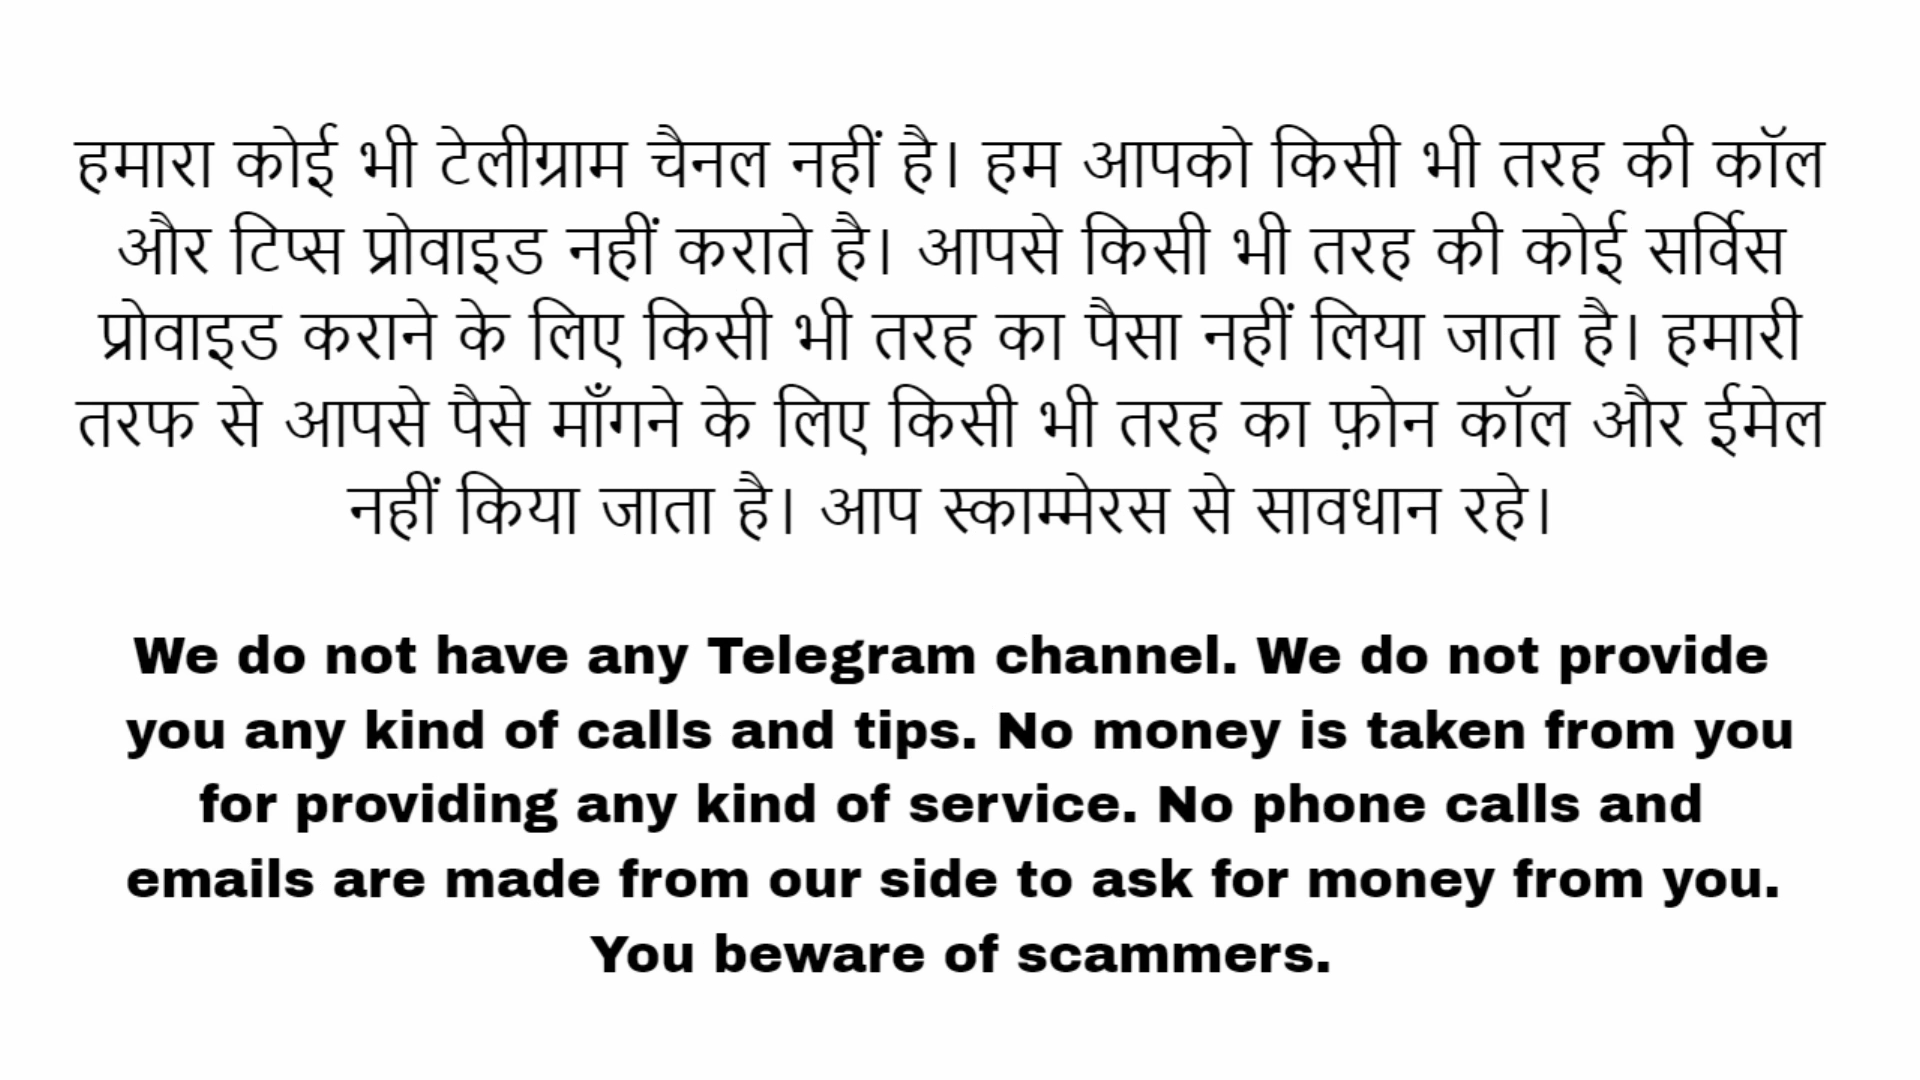 हमारा कोई भी टेलीग्राम चैनल नहीं है। हम आपको किसी भी तरह की कॉल
और टिप्स प्रोवाइड नहीं कराते है। आपसे किसी भी तरह की कोई सर्विस
प्रोवाइड कराने के लिए किसी भी तरह का पैसा नहीं लिया जाता है। हमारी
तरफ से आपसे पैसे माँगने के लिए किसी भी तरह का फ़ोन कॉल और ईमेल
नहीं किया जाता है। आप स्काम्मेरस से सावधान रहे।
We do not have any Telegram channel. We do not provide
you any kind of calls and tips. No money is taken from you
for providing any kind of service. No phone calls and
emails are made from our side to ask for money from you.
You beware of scammers.